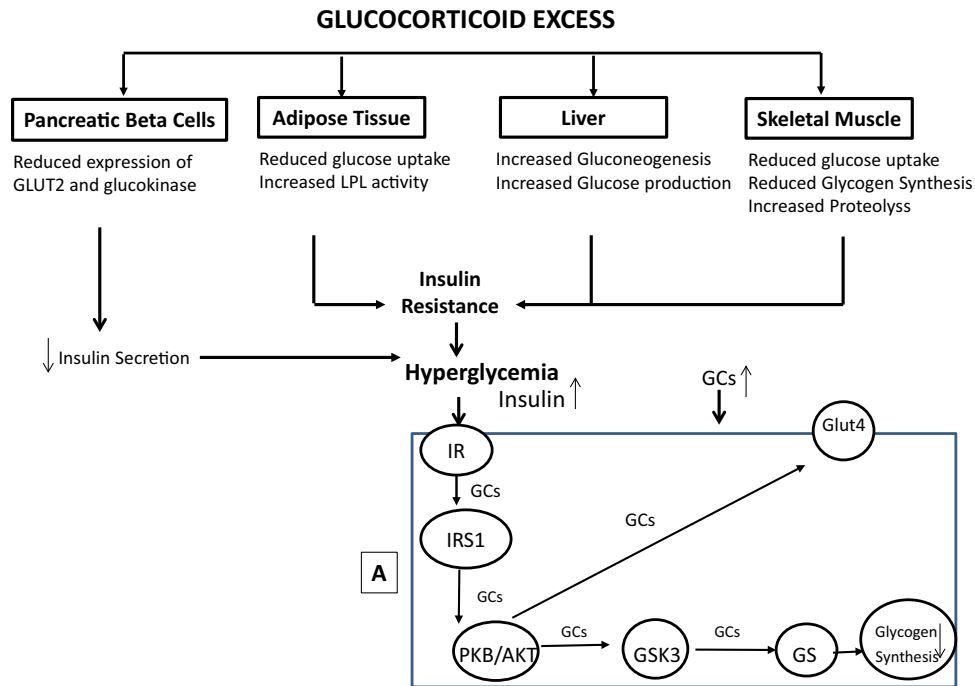 GLUCOCORTICOID EXCESS
Pancreatic Beta Cells
Reduced expression of
GLUT2 and glucokinase
Adipose Tissue
Reduced glucose uptake
Increased LPL activity
Liver
Increased Gluconeogenesis
Increased Glucose production
Skeletal Muscle
Reduced glucose uptake
Reduced Glycogen Synthesis
Increased Proteolyss
Insulin
Resistance
↓ Insulin Secretion
Hyperglycemia
Insulin ↑
GCs ↑
IR
Glut4
GCs
IRS1
GCs
A
GCs
PKB/AKT
GCs
GSK3
GCs
GS
Glycogen
Synthesis ↓